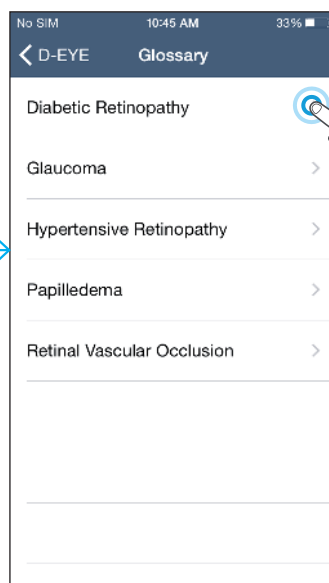 No SIM 10:45 AM 33%
D-EYE Glossary
Diabetic Retinopathy
Glaucoma
Hypertensive Retinopathy
Papilledema
Retinal Vascular Occlusion